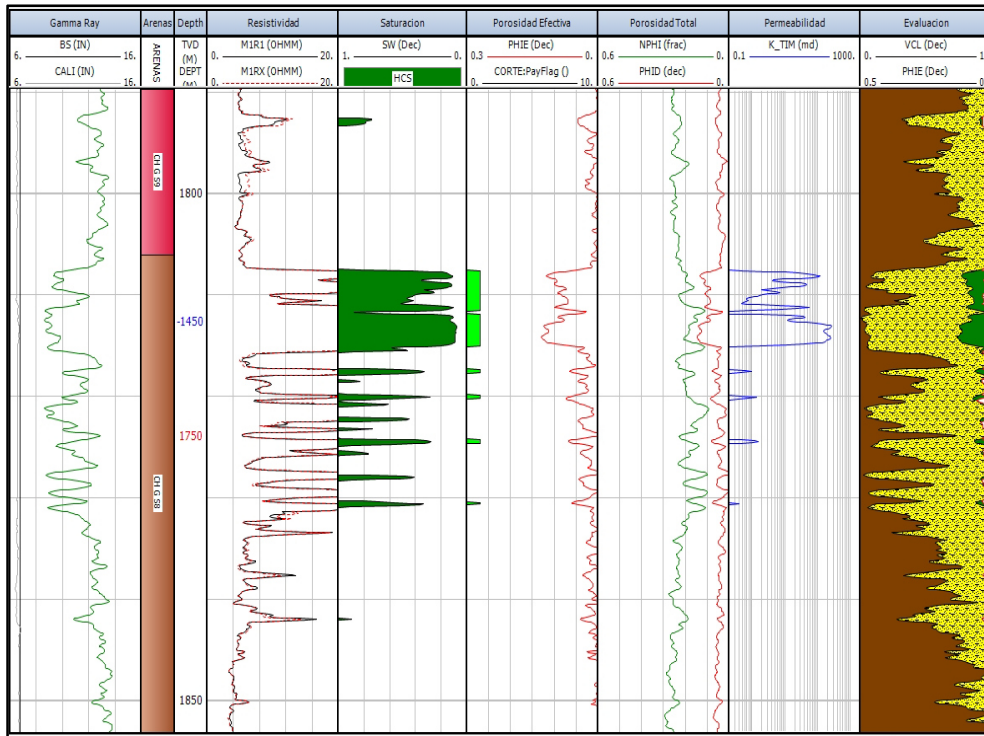 Gamma Ray
Arenas
Depth
Resistividad
Saturacion
Porosidad Efectiva
Porosidad Total
Permeabilidad
Evaluacion
BS (IN)
6. 16.
CALI (IN)
6. 16.
ARENAS
TVD
(M)
DEPT
(M)
M1R1 (OHMM)
0. 20.
M1RX (OHMM)
0. 20.
SW (Dec)
1. 0.
HCS
PHIE (Dec)
0.3 0.
CORTE:PayFlag ()
0. 10.
NPHI (frac)
0.6 0.
PHID (dec)
0.6 0.
K_TIM (md)
0.1 1000.
VCL (Dec)
0. 1
PHIE (Dec)
0.5 0
CH G S9
1800
CH G S8
-1450
1750
1850